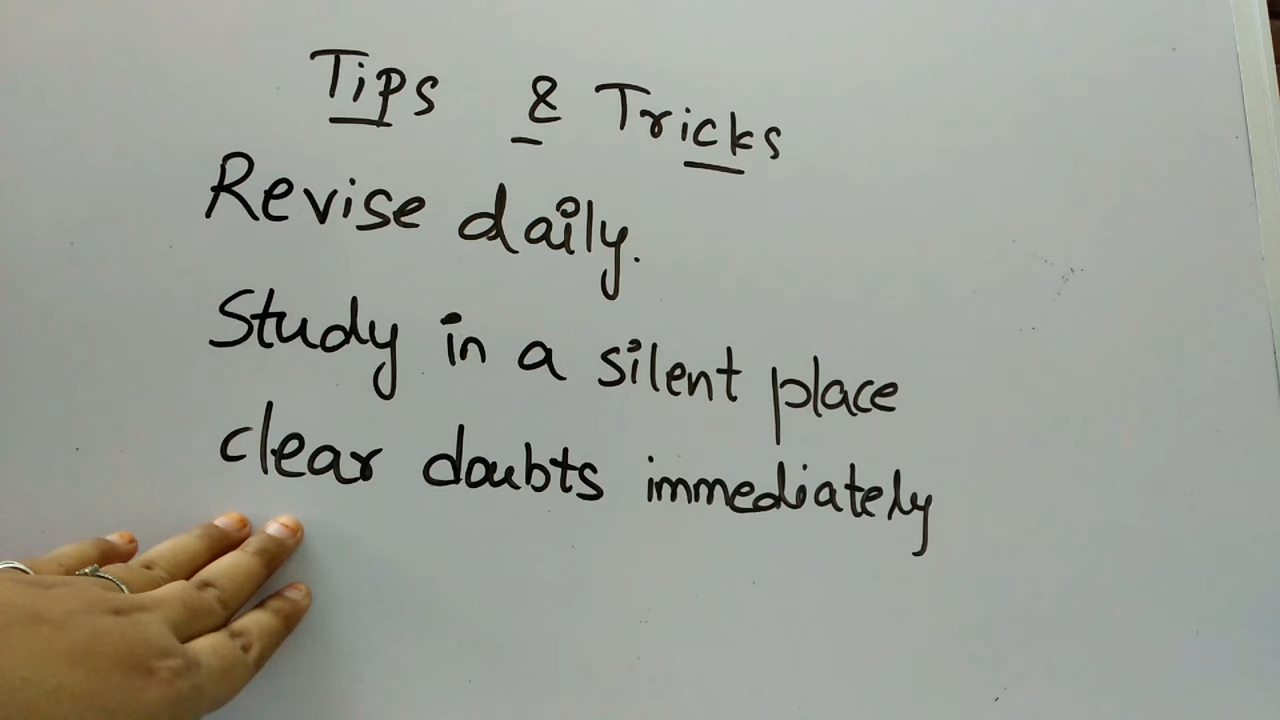 Tips & Tricks
Revise daily.
Study in a silent place
clear doubts immediately